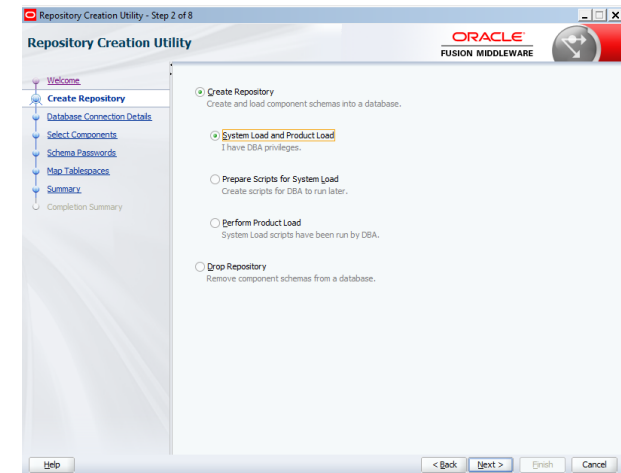 Repository Creation Utility - Step 2 of 8
Repository Creation Utility
ORACLE
FUSION MIDDLEWARE
Welcome
Create Repository
Database Connection Details
Select Components
Schema Passwords
Map Tablespaces
Summary
Completion Summary
Create Repository
Create and load component schemas into a database.
System Load and Product Load
I have DBA privileges.
Prepare Scripts for System Load
Create scripts for DBA to run later.
Perform Product Load
System Load scripts have been run by DBA.
Drop Repository
Remove component schemas from a database.
Help
< Back
Next >
Finish
Cancel